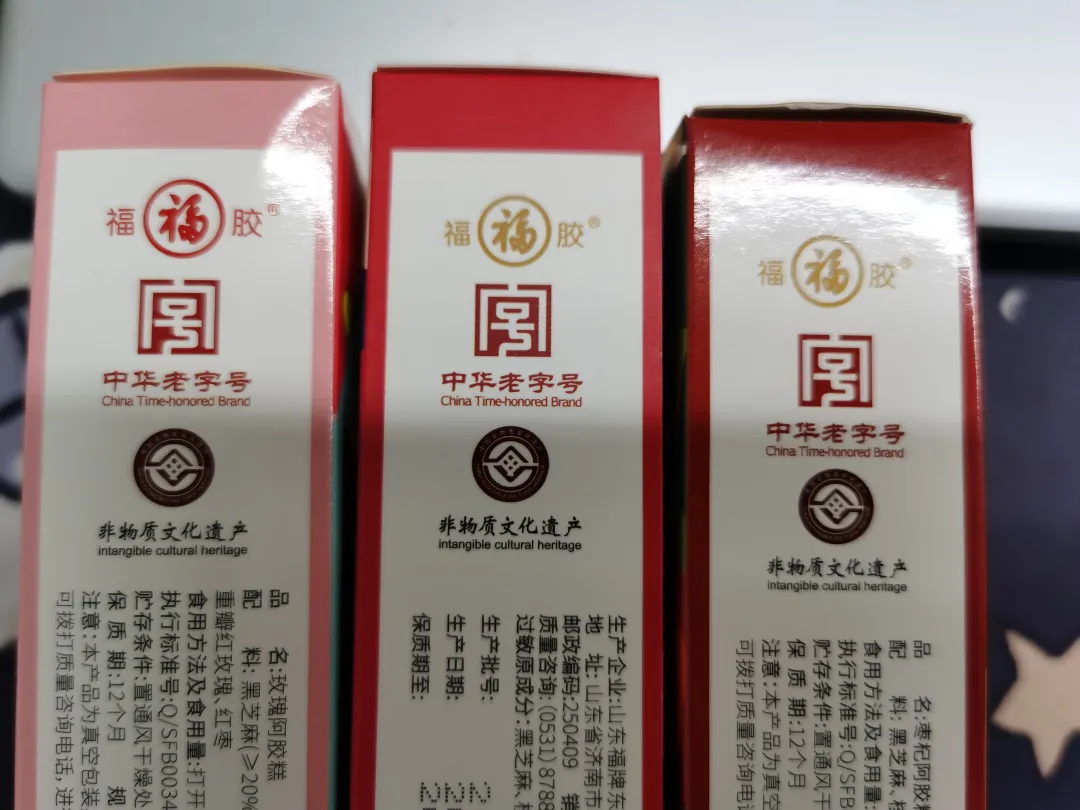 福 福 胶®
中华老字号
China Time-honored Brand
非物质文化遗产
intangible cultural heritage
品 名:玫瑰阿胶糕
配 料:黑芝麻(≥20%
重瓣红玫瑰、红枣
食用方法及食用量:打开
执行标准号:Q/SFB0034
贮存条件:置通风干燥处
保 质 期:12个月 规
注意:本产品为真空包装
可拨打质量咨询电话,进
福 福 胶®
中华老字号
China Time-honored Brand
非物质文化遗产
intangible cultural heritage
生产企业:山东福牌东
地 址:山东省济南市
邮政编码:250409 销
质量咨询:(0531)8788
过敏原成分:黑芝麻、核
生产批号: 2
生产日期: 22
保质期至: 2
福 福 胶®
中华老字号
China Time-honored Brand
非物质文化遗产
intangible cultural heritage
品 名:枣杞阿胶糕
配 料:黑芝麻、核
食用方法及食用量
执行标准号:Q/SFB
贮存条件:置通风干
保 质 期:12个月
注意:本产品为真空
可拨打质量咨询电